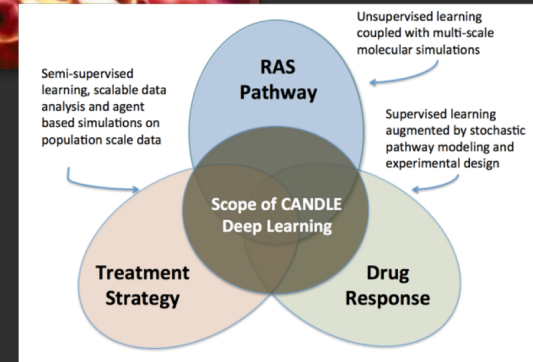 Unsupervised learning
coupled with multi-scale
molecular simulations
RAS
Pathway
Semi-supervised
learning, scalable data
analysis and agent
based simulations on
population scale data
Supervised learning
augmented by stochastic
pathway modeling and
experimental design
Scope of CANDLE
Deep Learning
Treatment
Strategy
Drug
Response